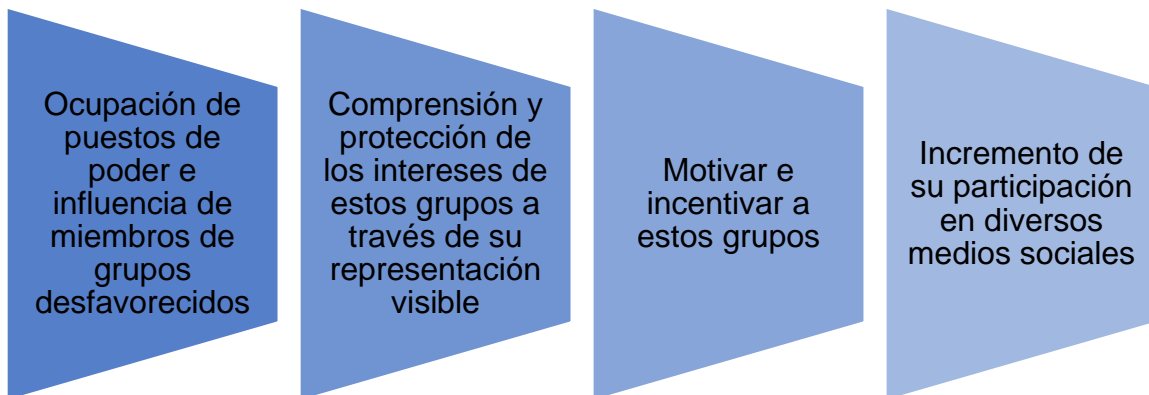 Ocupación de
puestos de
poder e
influencia de
miembros de
grupos
desfavorecidos
Comprensión y
protección de
los intereses de
estos grupos a
través de su
representación
visible
Motivar e
incentivar a
estos grupos
Incremento de
su participación
en diversos
medios sociales